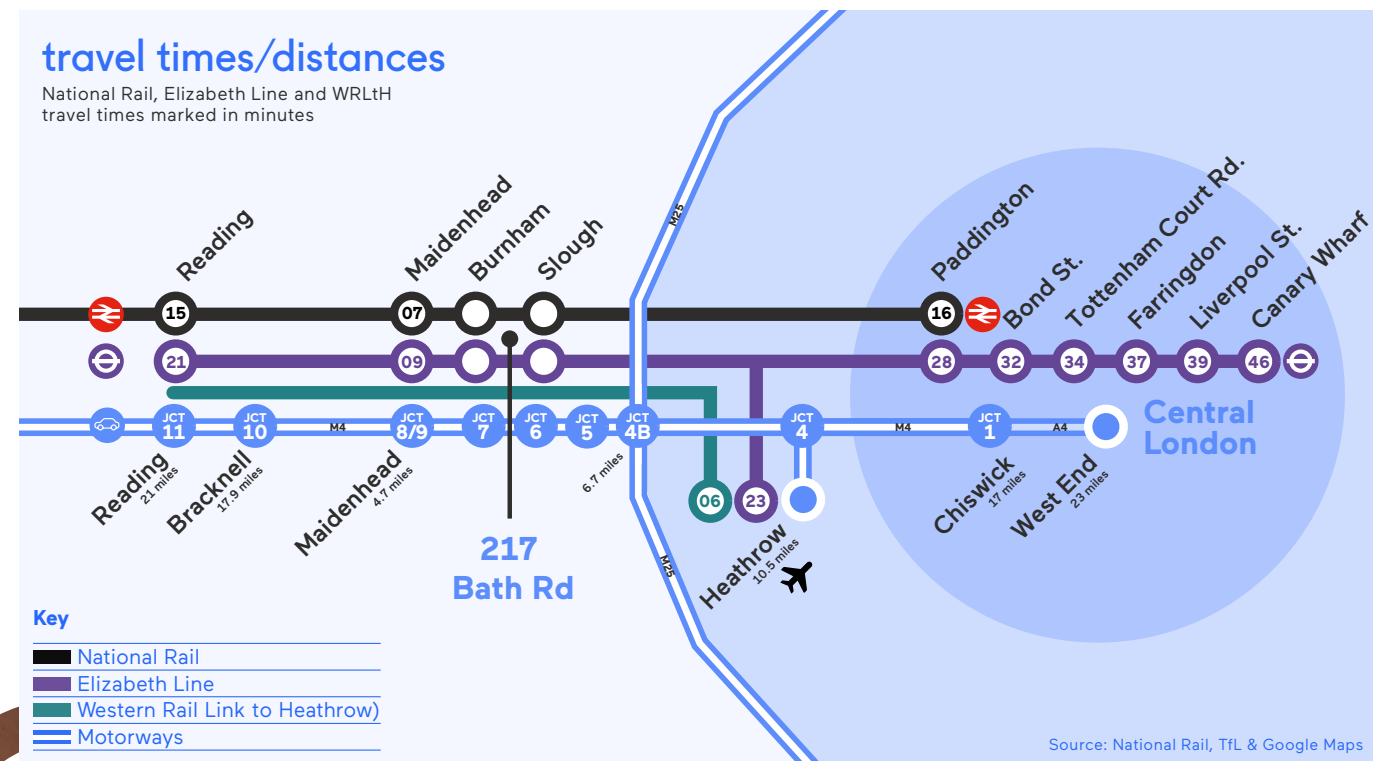 travel times/distances
National Rail, Elizabeth Line and WRLtH
travel times marked in minutes
Reading
Maidenhead
Burnham
Slough
Paddington
Bond St.
Tottenham Court Rd.
Farringdon
Liverpool St.
Canary Wharf
M25
15
07
16
21
09
28
32
34
37
39
46
JCT
11
JCT
10
M4
JCT
8/9
JCT
7
JCT
6
JCT
5
JCT
4B
JCT
4
M4
JCT
1
A4
Central
London
Reading
21 miles
Bracknell
17.9 miles
Maidenhead
4.7 miles
6.7 miles
06
23
Heathrow
10.5 miles
Chiswick
17 miles
West End
23 miles
M25
217
Bath Rd
Key
National Rail
Elizabeth Line
Western Rail Link to Heathrow)
Motorways
Source: National Rail, TfL & Google Maps